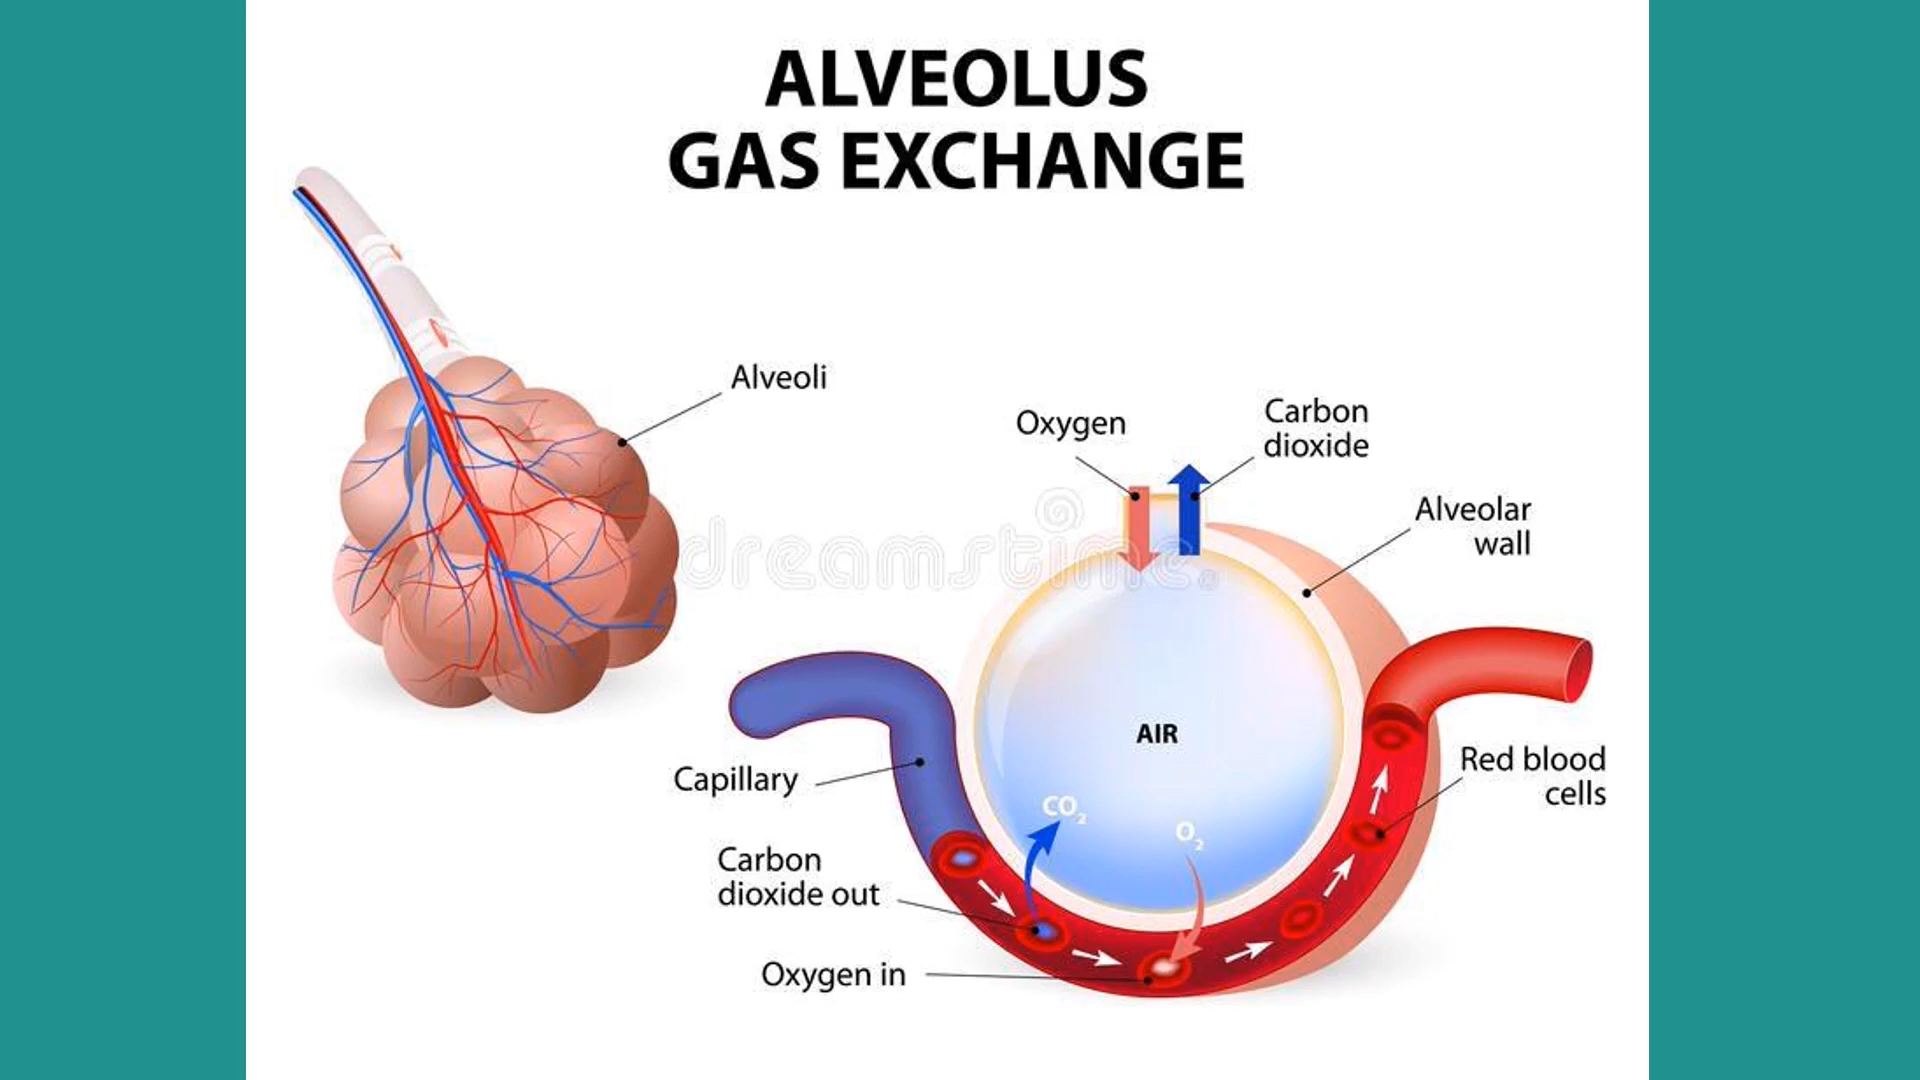 ALVEOLUS
GAS EXCHANGE
Alveoli
Oxygen
Carbon
dioxide
Alveolar
wall
dreamstime.
AIR
Capillary
Red blood
cells
CO₂
O₂
Carbon
dioxide out
Oxygen in